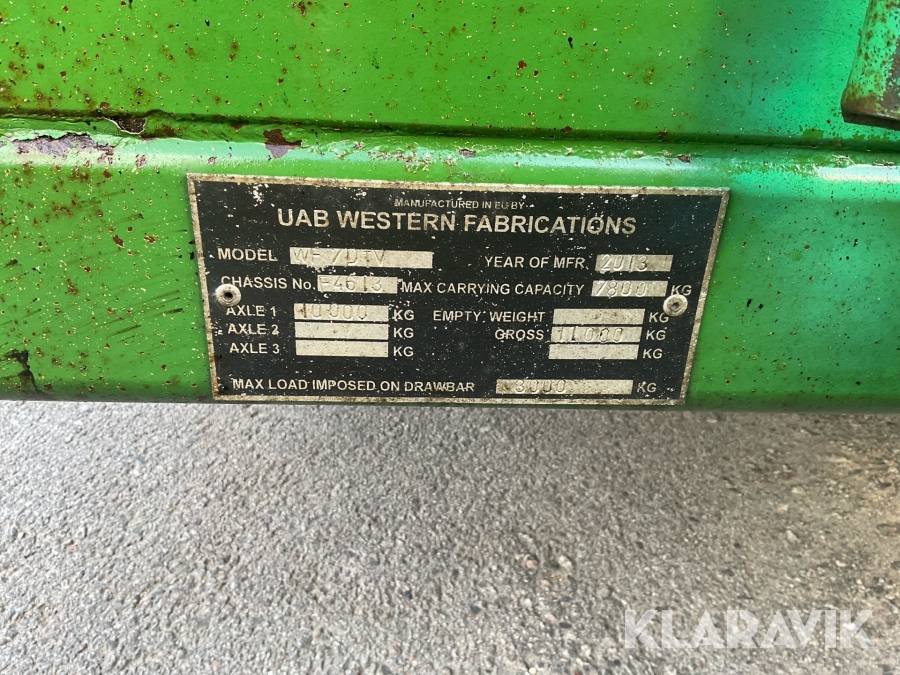 MANUFACTURED IN EU BY
UAB WESTERN FABRICATIONS
MODEL YEAR OF MFR. 2013
CHASSIS No. -4613 MAX CARRYING CAPACITY 7800 KG
AXLE 1 10000 KG EMPTY WEIGHT KG
AXLE 2 KG GROSS 11000 KG
AXLE 3 KG KG
MAX LOAD IMPOSED ON DRAWBAR 3000 KG
KLARAVIK